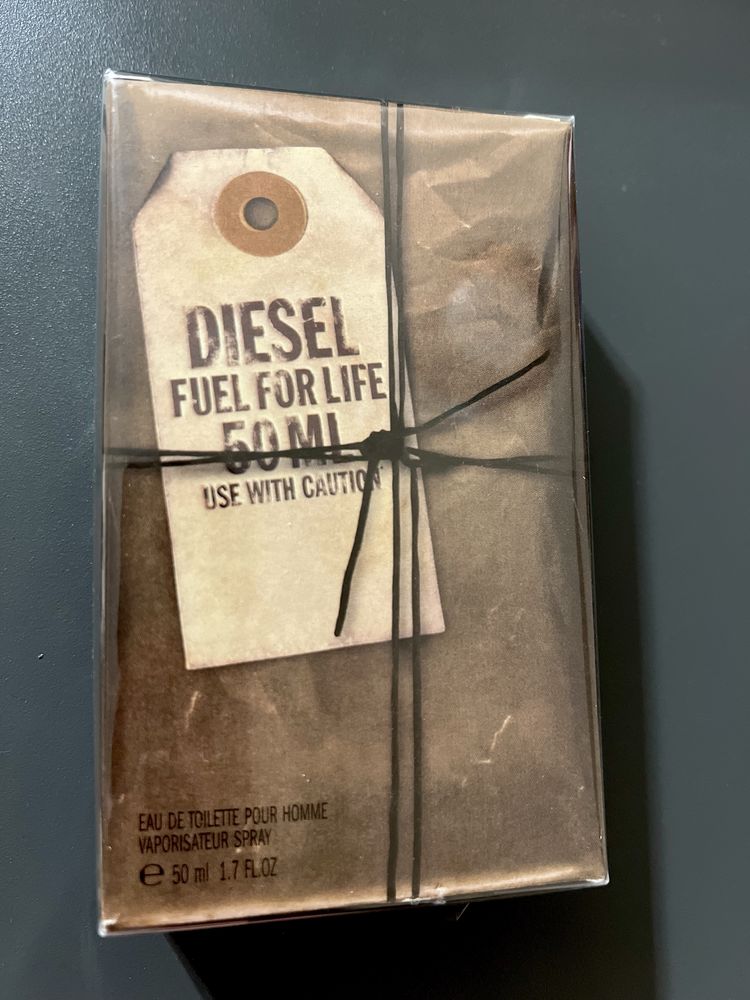 DIESEL
FUEL FOR LIFE
50 ML
USE WITH CAUTION
EAU DE TOILETTE POUR HOMME
VAPORISATEUR SPRAY
℮ 50 ml 1.7 FL.OZ